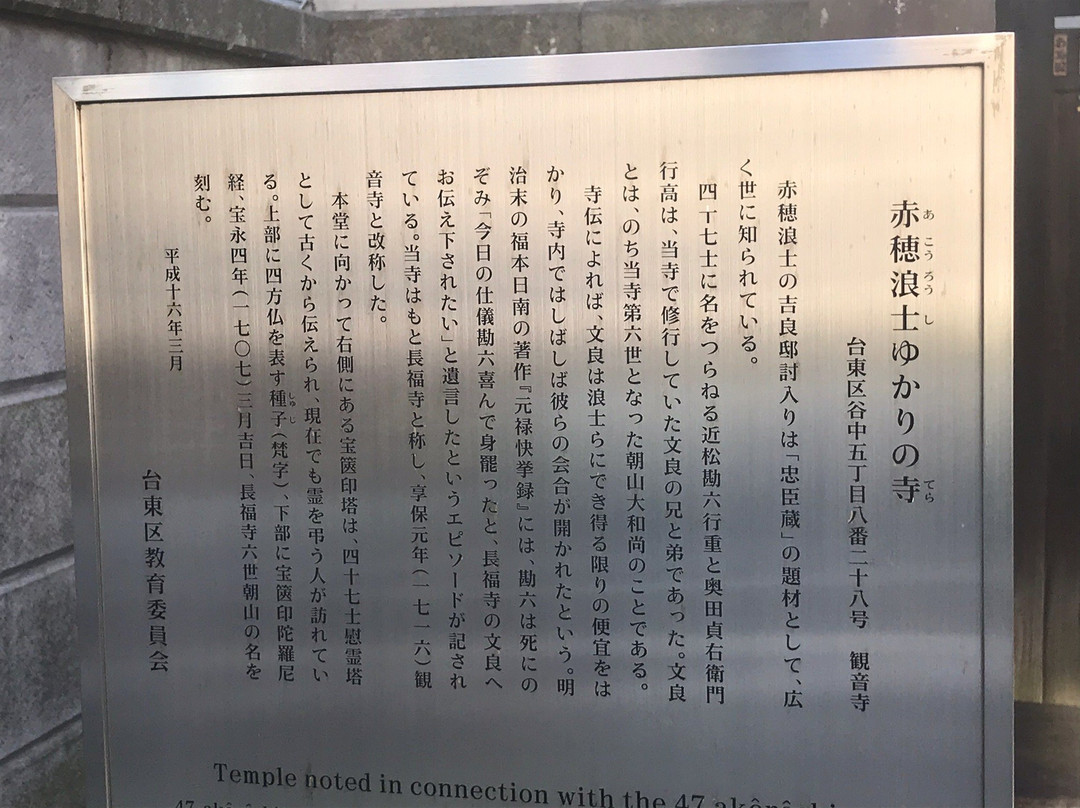 赤穂浪士ゆかりの寺
あこうろうし
てら
台東区谷中五丁目八番二十八号　観音寺
赤穂浪士の吉良邸討入りは「忠臣蔵」の題材として、広
く世に知られている。
四十七士に名をつらねる近松勘六行重と奥田貞右衛門
行高は、当寺で修行していた文良の兄と弟であった。文良
とは、のち当寺第六世となった朝山大和尚のことである。
寺伝によれば、文良は浪士らにでき得る限りの便宜をは
かり、寺内ではしばしば彼らの会合が開かれたという。明
治末の福本日南の著作『元禄快挙録』には、勘六は死にの
ぞみ「今日の仕儀勘六喜んで身罷ったと、長福寺の文良へ
お伝え下されたい」と遺言したというエピソードが記され
ている。当寺はもと長福寺と称し、享保元年（一七一六）観
音寺と改称した。
本堂に向かって右側にある宝篋印塔は、四十七士慰霊塔
として古くから伝えられ、現在でも霊を弔う人が訪れてい
る。上部に四方仏を表す種子（梵字）、下部に宝篋印陀羅尼
しゅし
経、宝永四年（一七〇七）三月吉日、長福寺六世朝山の名を
刻む。
平成十六年三月
台東区教育委員会
Temple noted in connection with the 47 akôrôshi